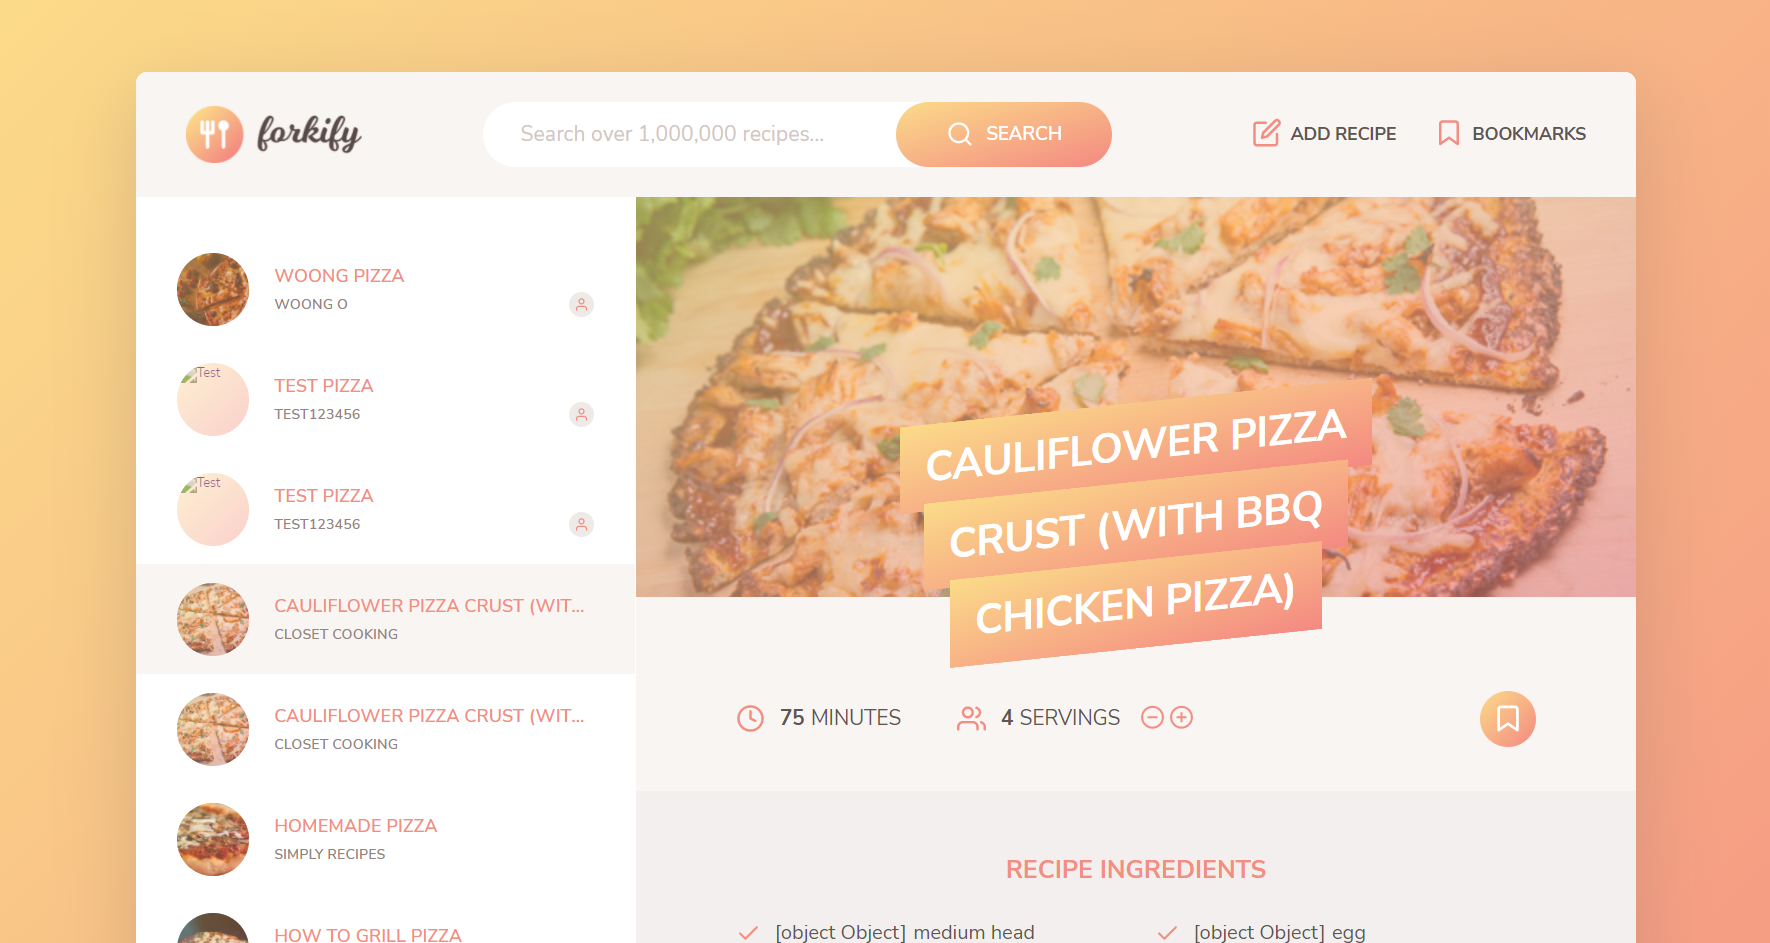 forkify
Search over 1,000,000 recipes...
SEARCH
ADD RECIPE
BOOKMARKS
WOONG PIZZA
WOONG O
Test
TEST PIZZA
TEST123456
Test
TEST PIZZA
TEST123456
CAULIFLOWER PIZZA CRUST (WIT...
CLOSET COOKING
CAULIFLOWER PIZZA CRUST (WIT...
CLOSET COOKING
HOMEMADE PIZZA
SIMPLY RECIPES
HOW TO GRILL PIZZA
CAULIFLOWER PIZZA
CRUST (WITH BBQ
CHICKEN PIZZA)
75 MINUTES
4 SERVINGS
RECIPE INGREDIENTS
[object Object] medium head
[object Object] egg